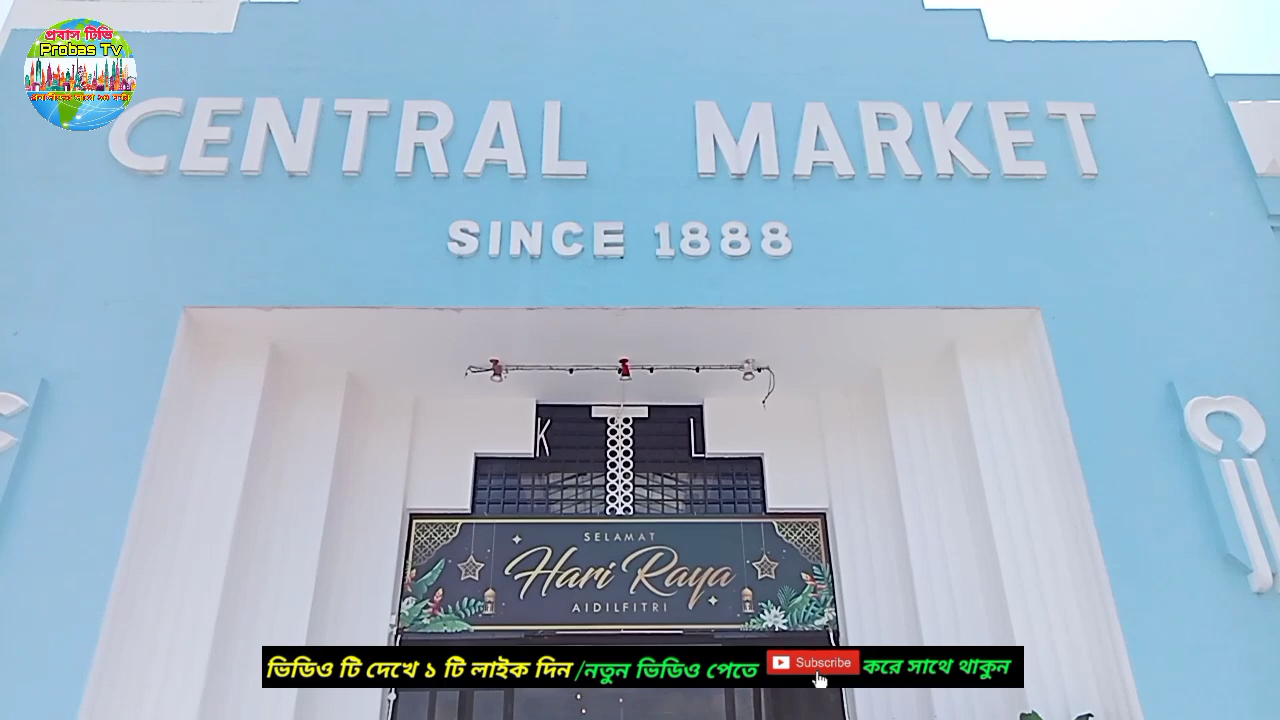 প্রবাস টিভি
Probas Tv
CENTRAL MARKET
SINCE 1888
K L
SELAMAT
Hari Raya
AIDILFITRI
ভিডিও টি দেখে ১ টি লাইক দিন /নতুন ভিডিও পেতে Subscribe করে সাথে থাকুন